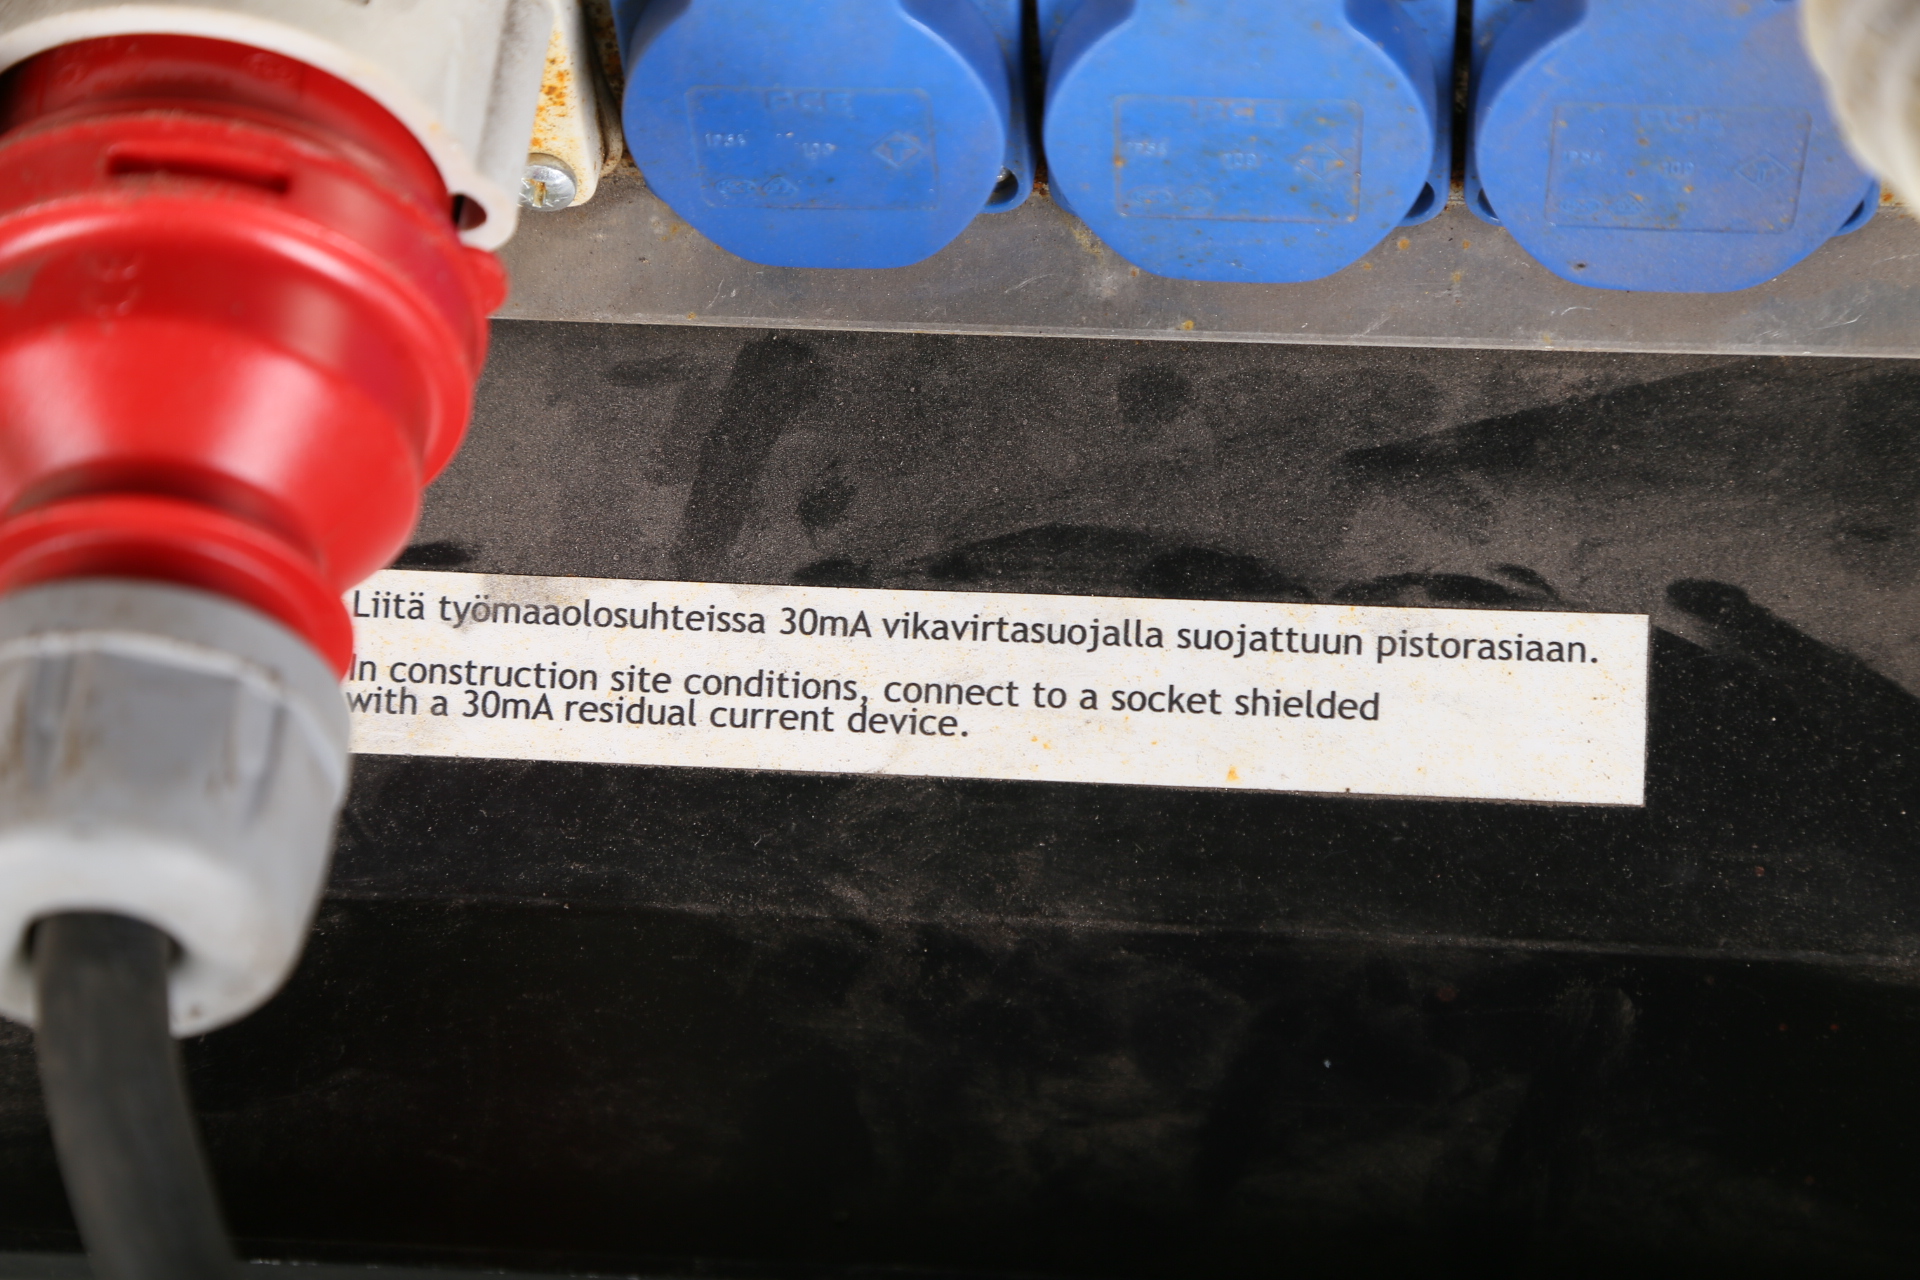 IP54
Liitä työmaaolosuhteissa 30mA vikavirtasuojalla suojattuun pistorasiaan.
In construction site conditions, connect to a socket shielded
with a 30mA residual current device.